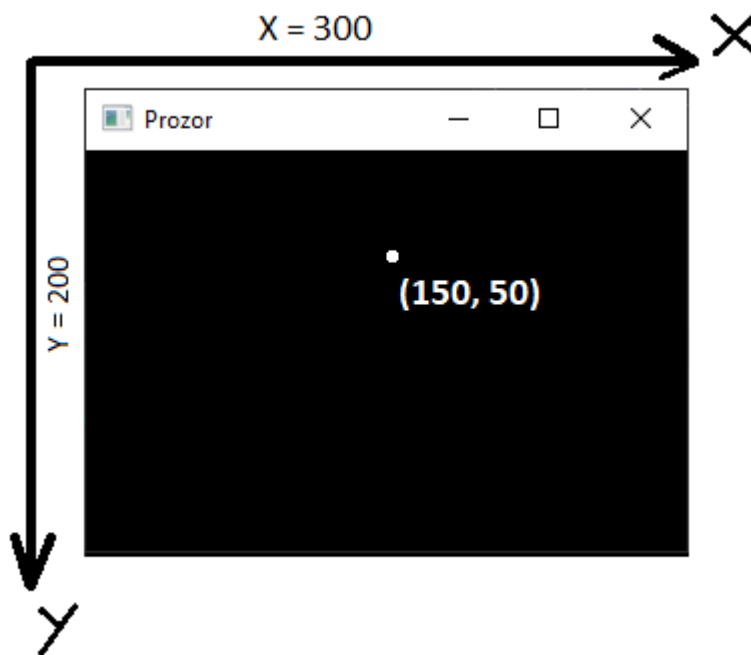 X = 300
X
Prozor
Y = 200
(150, 50)
y